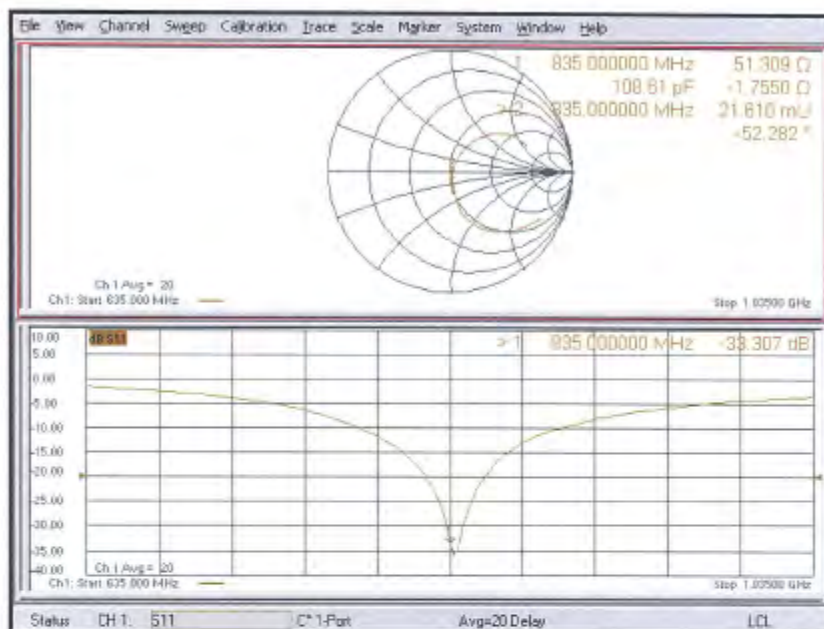 File View Channel Sweep Calibration Trace Scale Marker System Window Help
1 835.000000 MHz 51.309 Ω
108.61 pF -1.7550 Ω
>2 835.000000 MHz 21.610 mU
-52.282 °
Ch 1 Avg = 20
Ch1: Start 635.000 MHz
Stop 1.03500 GHz
10.00
dB S11
>1 835.000000 MHz -33.307 dB
5.00
0.00
-5.00
-10.00
-15.00
-20.00
-25.00
-30.00
-35.00
-40.00
Ch 1 Avg = 20
Ch1: Start 635.000 MHz
Stop 1.03500 GHz
Status CH 1: S11 C* 1-Port Avg=20 Delay LCL